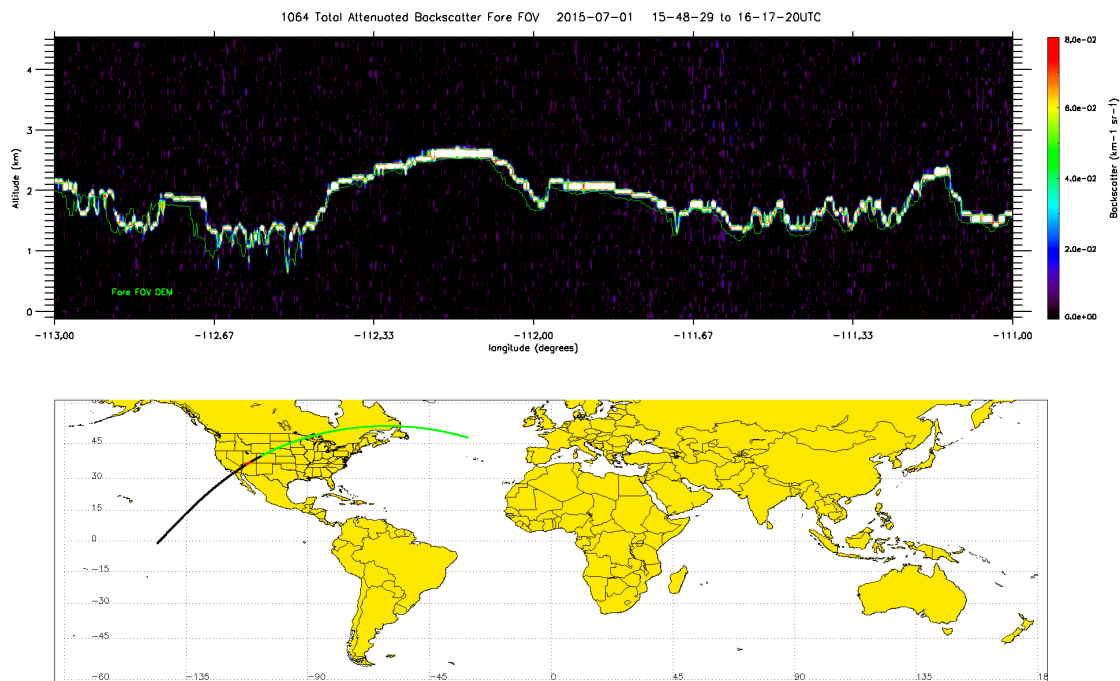 1064 Total Attenuated Backscatter Fore FOV 2015-07-01 15-48-29 to 16-17-20UTC
8.0e-02
6.0e-02
4.0e-02
2.0e-02
0.0e+00
Backscatter (km-1 sr-1)
Altitude (km)
4
3
2
1
0
Fore FOV DEM
-113.00 -112.67 -112.33 -112.00 -111.67 -111.33 -111.00
longitude (degrees)
45
30
15
0
-15
-30
-45
-60 -135 -90 -45 0 45 90 135 18